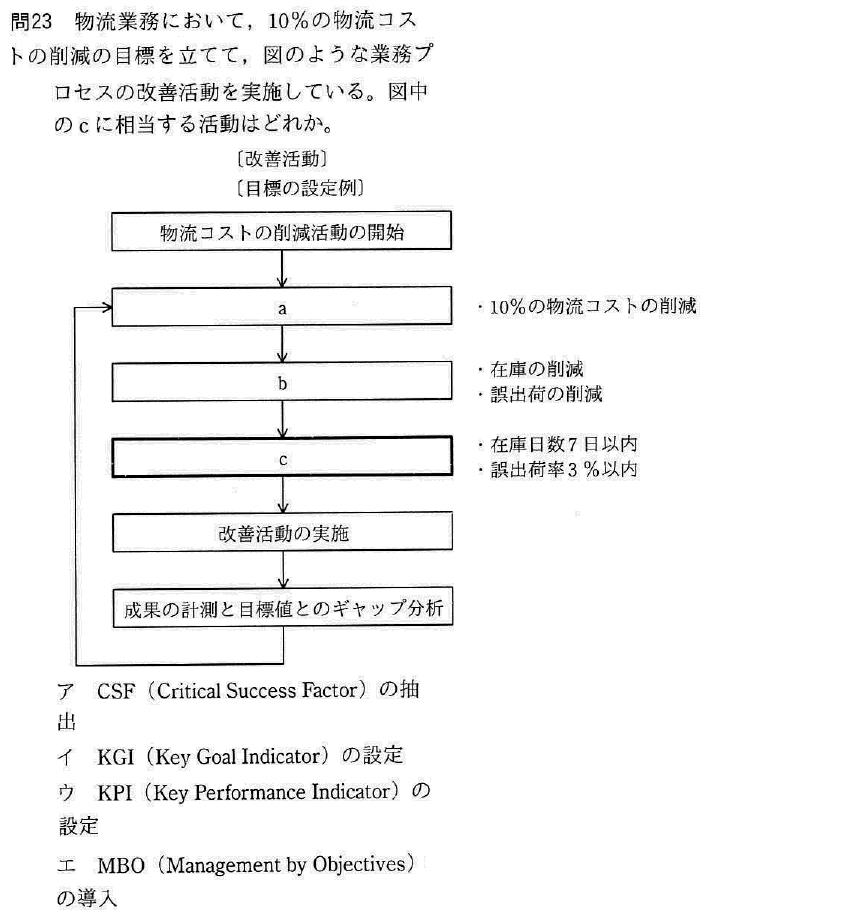 問23 物流業務において，10％の物流コス
トの削減の目標を立てて，図のような業務プ
ロセスの改善活動を実施している。図中
のcに相当する活動はどれか。
〔改善活動〕
〔目標の設定例〕
物流コストの削減活動の開始
a
・10％の物流コストの削減
b
・在庫の削減
・誤出荷の削減
c
・在庫日数7日以内
・誤出荷率3％以内
改善活動の実施
成果の計測と目標値とのギャップ分析
ア CSF（Critical Success Factor）の抽
出
イ KGI（Key Goal Indicator）の設定
ウ KPI（Key Performance Indicator）の
設定
エ MBO（Management by Objectives）
の導入